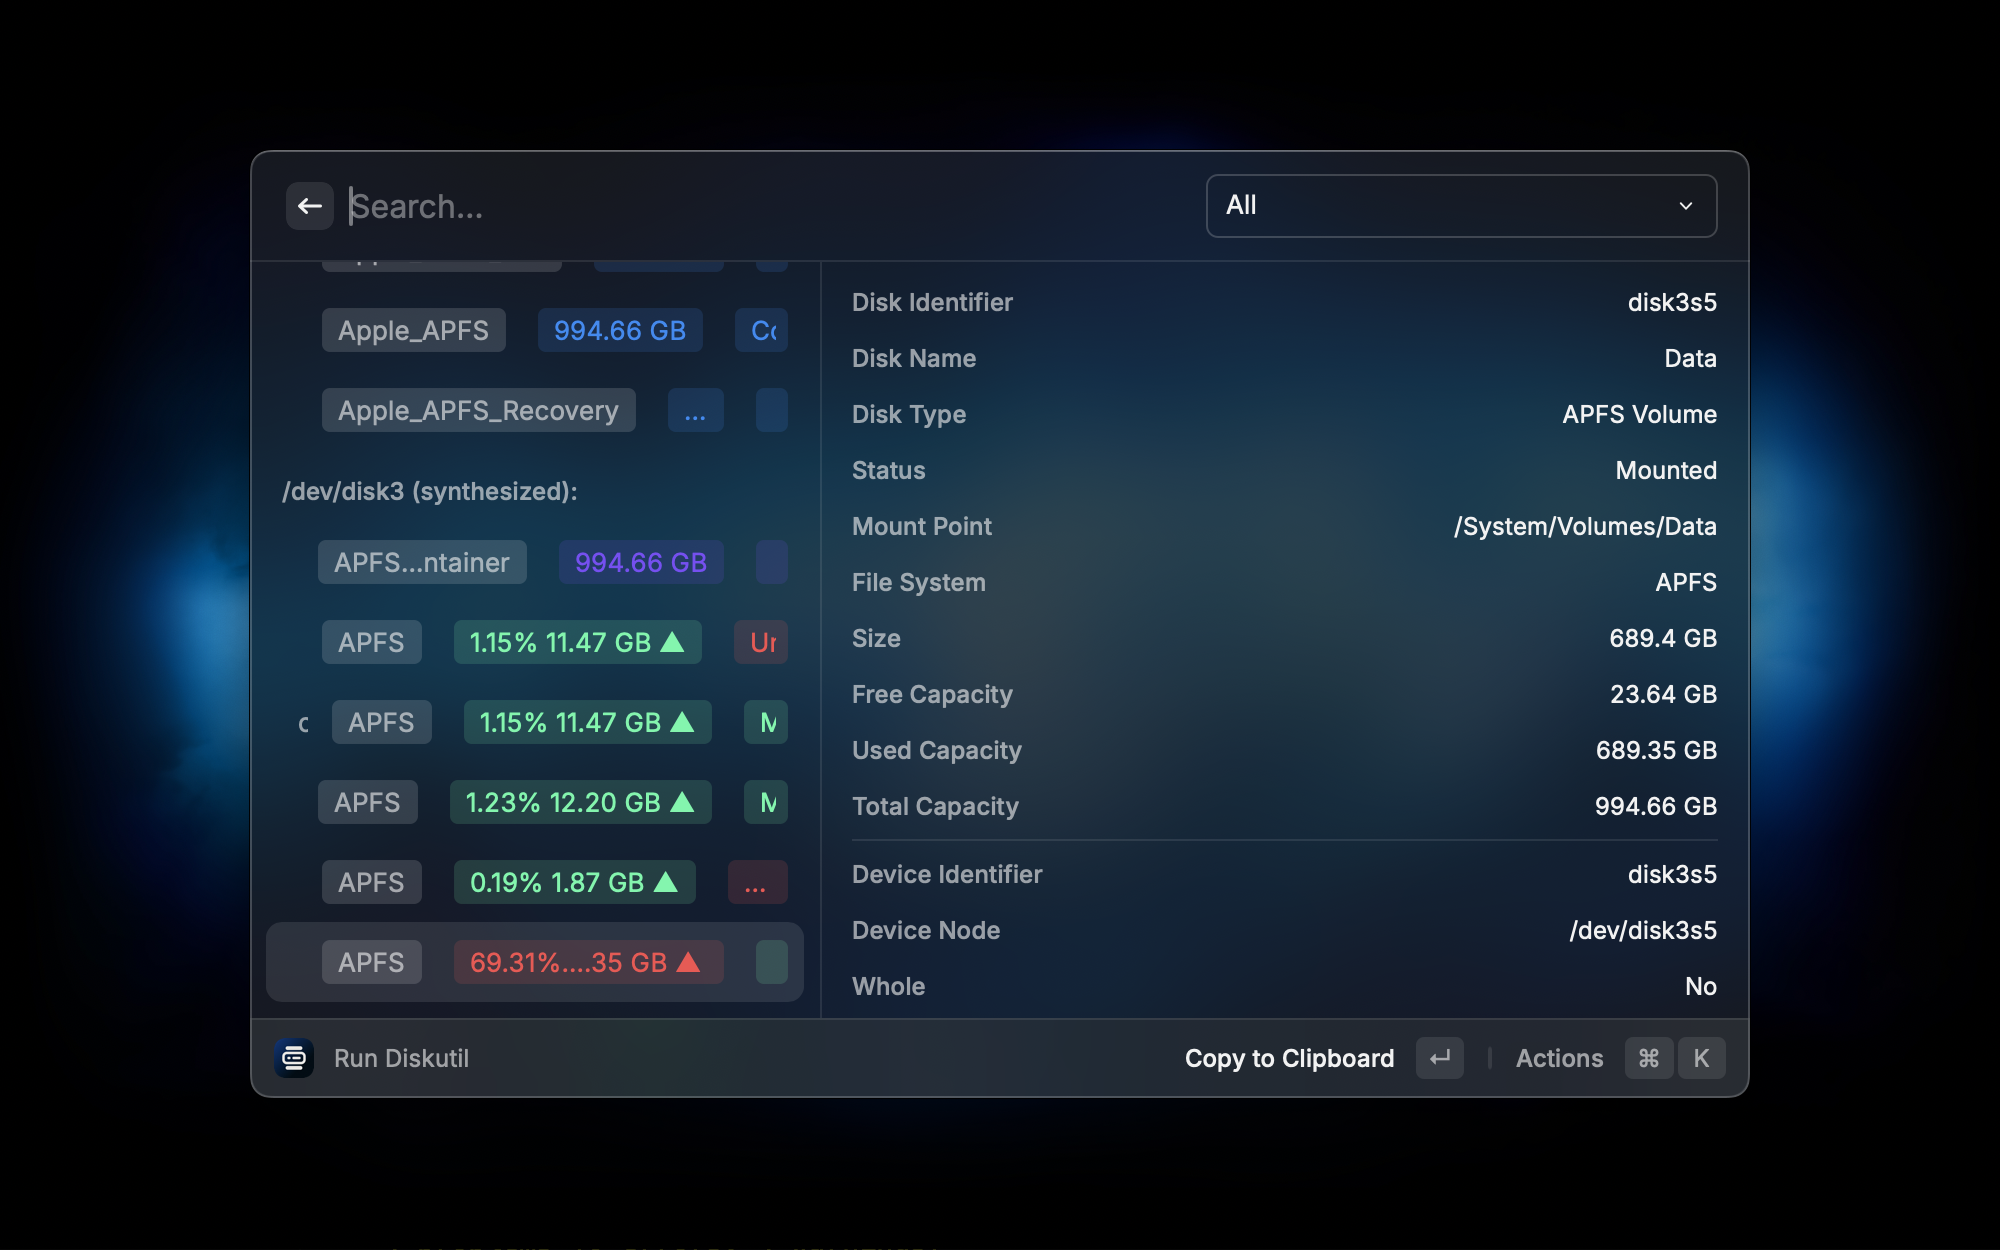 Search...
All
Apple_APFS 994.66 GB
Apple_APFS_Recovery ...
/dev/disk3 (synthesized):
APFS...ntainer 994.66 GB
APFS 1.15% 11.47 GB ▲
APFS 1.15% 11.47 GB ▲
APFS 1.23% 12.20 GB ▲
APFS 0.19% 1.87 GB ▲ ...
APFS 69.31%....35 GB ▲
Disk Identifier disk3s5
Disk Name Data
Disk Type APFS Volume
Status Mounted
Mount Point /System/Volumes/Data
File System APFS
Size 689.4 GB
Free Capacity 23.64 GB
Used Capacity 689.35 GB
Total Capacity 994.66 GB
Device Identifier disk3s5
Device Node /dev/disk3s5
Whole No
Run Diskutil
Copy to Clipboard ↵ Actions ⌘ K